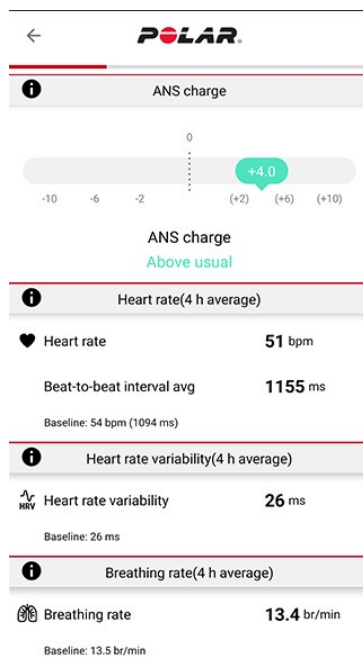 POLAR.
ANS charge
0
+4.0
-10 -6 -2 (+2) (+6) (+10)
ANS charge
Above usual
Heart rate(4 h average)
Heart rate 51 bpm
Beat-to-beat interval avg 1155 ms
Baseline: 54 bpm (1094 ms)
Heart rate variability(4 h average)
HRV Heart rate variability 26 ms
Baseline: 26 ms
Breathing rate(4 h average)
Breathing rate 13.4 br/min
Baseline: 13.5 br/min